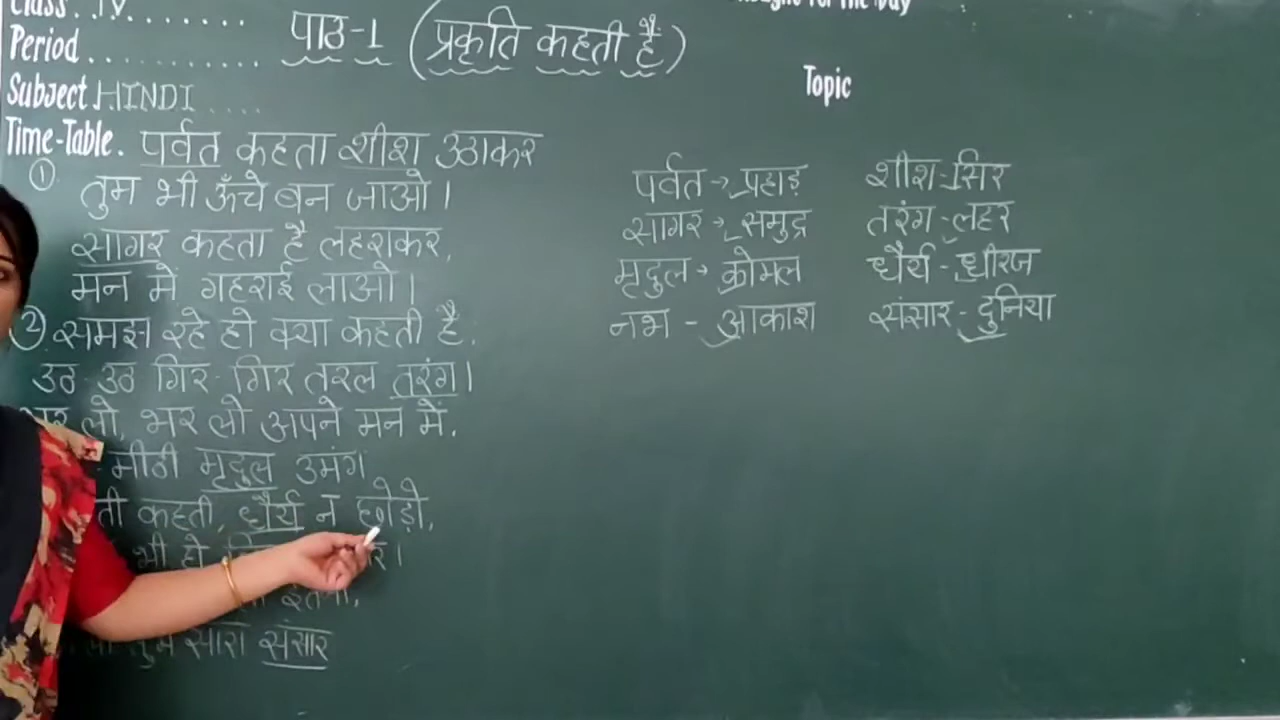 Class. IV
पाठ-1 (प्रकृति कहती है)
Period
Subject HINDI
Topic
Time-Table. पर्वत कहता शीश उठाकर
① तुम भी ऊँचे बन जाओ।
सागर कहता है लहराकर,
मन में गहराई लाओ।
② समझ रहे हो क्या कहती है.
उठ-उठ गिर-गिर तरल तरंग।
लो, भर लो अपने मन में.
मीठी मृदुल उमंग
कहती, धैर्य न छोड़ो,
भी हो
तुम सारा संसार
पर्वत → प्रहाड़ शीश-सिर
सागर → समुद्र तरंग-लहर
मृदुल → कोमल धैर्य - धीरज
नभ - आकाश संसार - दुनिया